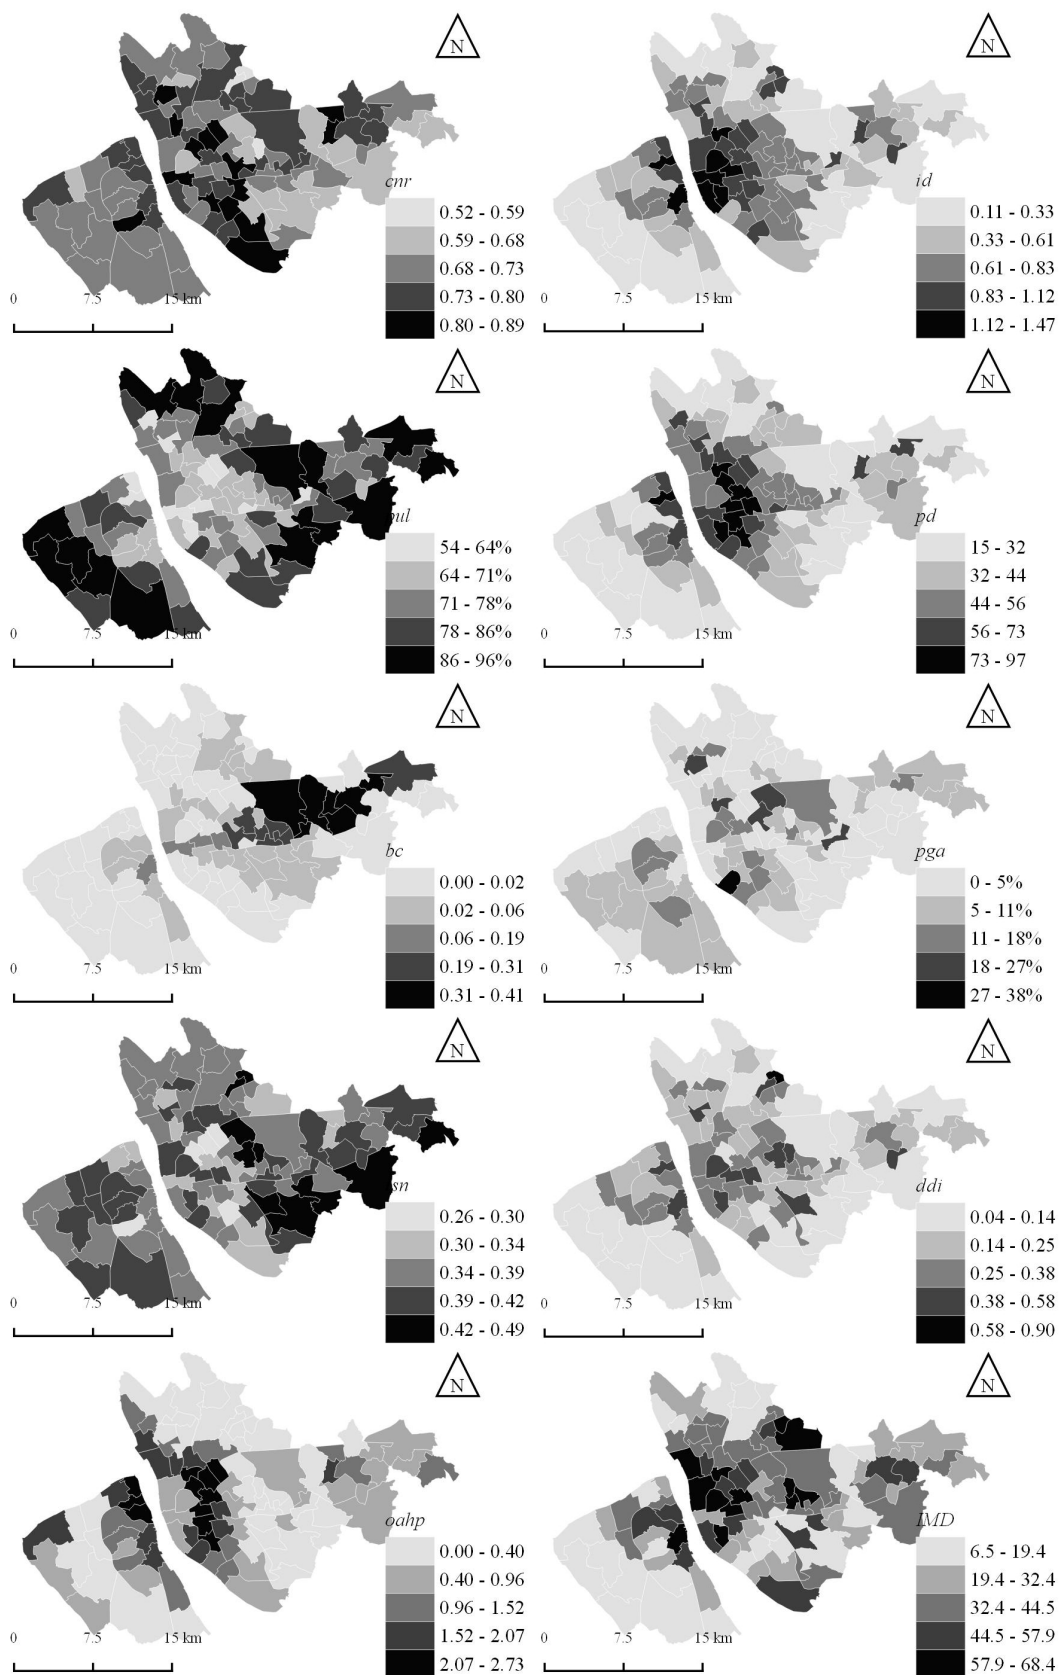 N
cnr
0.52 - 0.59
0.59 - 0.68
0.68 - 0.73
0.73 - 0.80
0.80 - 0.89
0 7.5 15 km
N
id
0.11 - 0.33
0.33 - 0.61
0.61 - 0.83
0.83 - 1.12
1.12 - 1.47
0 7.5 15 km
N
54 - 64%
64 - 71%
71 - 78%
78 - 86%
86 - 96%
0 7.5 15 km
N
pd
15 - 32
32 - 44
44 - 56
56 - 73
73 - 97
0 7.5 15 km
N
bc
0.00 - 0.02
0.02 - 0.06
0.06 - 0.19
0.19 - 0.31
0.31 - 0.41
0 7.5 15 km
N
pga
0 - 5%
5 - 11%
11 - 18%
18 - 27%
27 - 38%
0 7.5 15 km
N
0.26 - 0.30
0.30 - 0.34
0.34 - 0.39
0.39 - 0.42
0.42 - 0.49
0 7.5 15 km
N
ddi
0.04 - 0.14
0.14 - 0.25
0.25 - 0.38
0.38 - 0.58
0.58 - 0.90
0 7.5 15 km
N
oahp
0.00 - 0.40
0.40 - 0.96
0.96 - 1.52
1.52 - 2.07
2.07 - 2.73
0 7.5 15 km
N
IMD
6.5 - 19.4
19.4 - 32.4
32.4 - 44.5
44.5 - 57.9
57.9 - 68.4
0 7.5 15 km